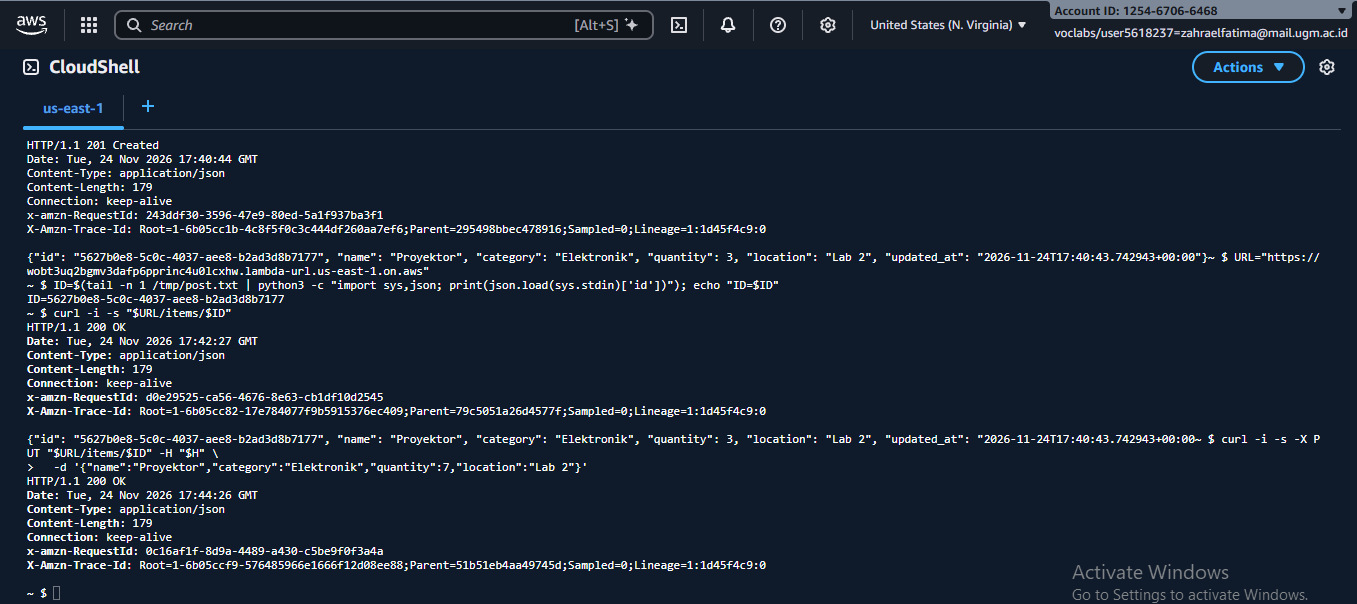 aws
Search
[Alt+S]
United States (N. Virginia)
Account ID: 1254-6706-6468
voclabs/user5618237=zahraelfatima@mail.ugm.ac.id
CloudShell
Actions
us-east-1
+
HTTP/1.1 201 Created
Date: Tue, 24 Nov 2026 17:40:44 GMT
Content-Type: application/json
Content-Length: 179
Connection: keep-alive
x-amzn-RequestId: 243ddf30-3596-47e9-80ed-5a1f937ba3f1
X-Amzn-Trace-Id: Root=1-6b05cc1b-4c8f5f0c3c444df260aa7ef6;Parent=295498bbec478916;Sampled=0;Lineage=1:1d45f4c9:0
{"id": "5627b0e8-5c0c-4037-aee8-b2ad3d8b7177", "name": "Proyektor", "category": "Elektronik", "quantity": 3, "location": "Lab 2", "updated_at": "2026-11-24T17:40:43.742943+00:00"}~ $ URL="https://
wobt3uq2bgmv3dafp6pprinc4u0lcxhw.lambda-url.us-east-1.on.aws"
~ $ ID=$(tail -n 1 /tmp/post.txt | python3 -c "import sys,json; print(json.load(sys.stdin)['id'])"); echo "ID=$ID"
ID=5627b0e8-5c0c-4037-aee8-b2ad3d8b7177
~ $ curl -i -s "$URL/items/$ID"
HTTP/1.1 200 OK
Date: Tue, 24 Nov 2026 17:42:27 GMT
Content-Type: application/json
Content-Length: 179
Connection: keep-alive
x-amzn-RequestId: d0e29525-ca56-4676-8e63-cb1df10d2545
X-Amzn-Trace-Id: Root=1-6b05cc82-17e784077f9b5915376ec409;Parent=79c5051a26d4577f;Sampled=0;Lineage=1:1d45f4c9:0
{"id": "5627b0e8-5c0c-4037-aee8-b2ad3d8b7177", "name": "Proyektor", "category": "Elektronik", "quantity": 3, "location": "Lab 2", "updated_at": "2026-11-24T17:40:43.742943+00:00~ $ curl -i -s -X P
UT "$URL/items/$ID" -H "$H" \
>   -d '{"name":"Proyektor","category":"Elektronik","quantity":7,"location":"Lab 2"}'
HTTP/1.1 200 OK
Date: Tue, 24 Nov 2026 17:44:26 GMT
Content-Type: application/json
Content-Length: 179
Connection: keep-alive
x-amzn-RequestId: 0c16af1f-8d9a-4489-a430-c5be9f0f3a4a
X-Amzn-Trace-Id: Root=1-6b05ccf9-576485966e1666f12d08ee88;Parent=51b51eb4aa49745d;Sampled=0;Lineage=1:1d45f4c9:0
~ $
Activate Windows
Go to Settings to activate Windows.